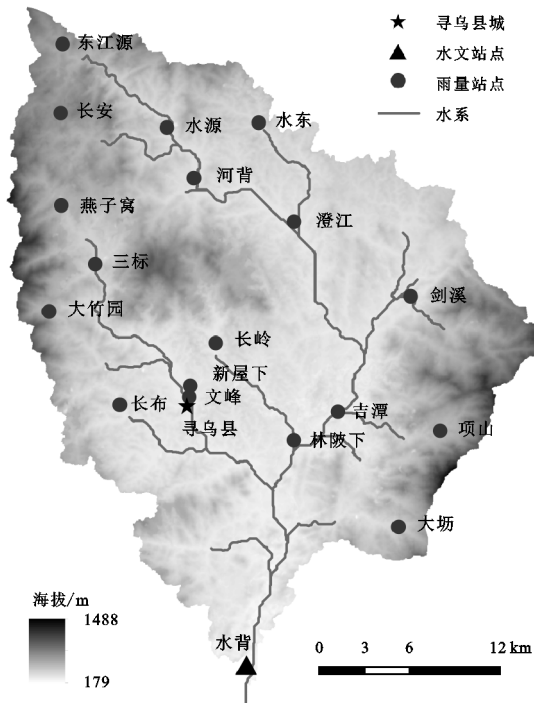 寻乌县城
水文站点
雨量站点
水系
东江源
长安
水源
水东
河背
燕子窝
澄江
三标
剑溪
大竹园
长岭
新屋下
文峰
长布
寻乌县
吉潭
林陂下
项山
大坜
海拔/m
1488
179
水背
0 3 6 12 km